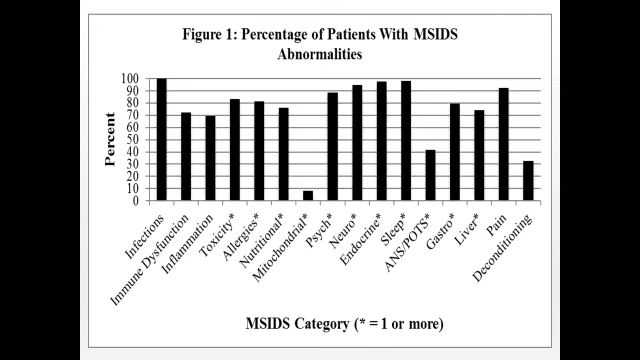 Figure 1: Percentage of Patients With MSIDS
Abnormalities
100
90
80
70
60
50
40
30
20
10
0
Percent
Infections
Immune Dysfunction
Inflammation
Toxicity*
Allergies*
Nutritional*
Mitochondrial*
Psych*
Neuro*
Endocrine*
Sleep*
ANS/POTS*
Gastro*
Liver*
Pain
Deconditioning
MSIDS Category (* = 1 or more)